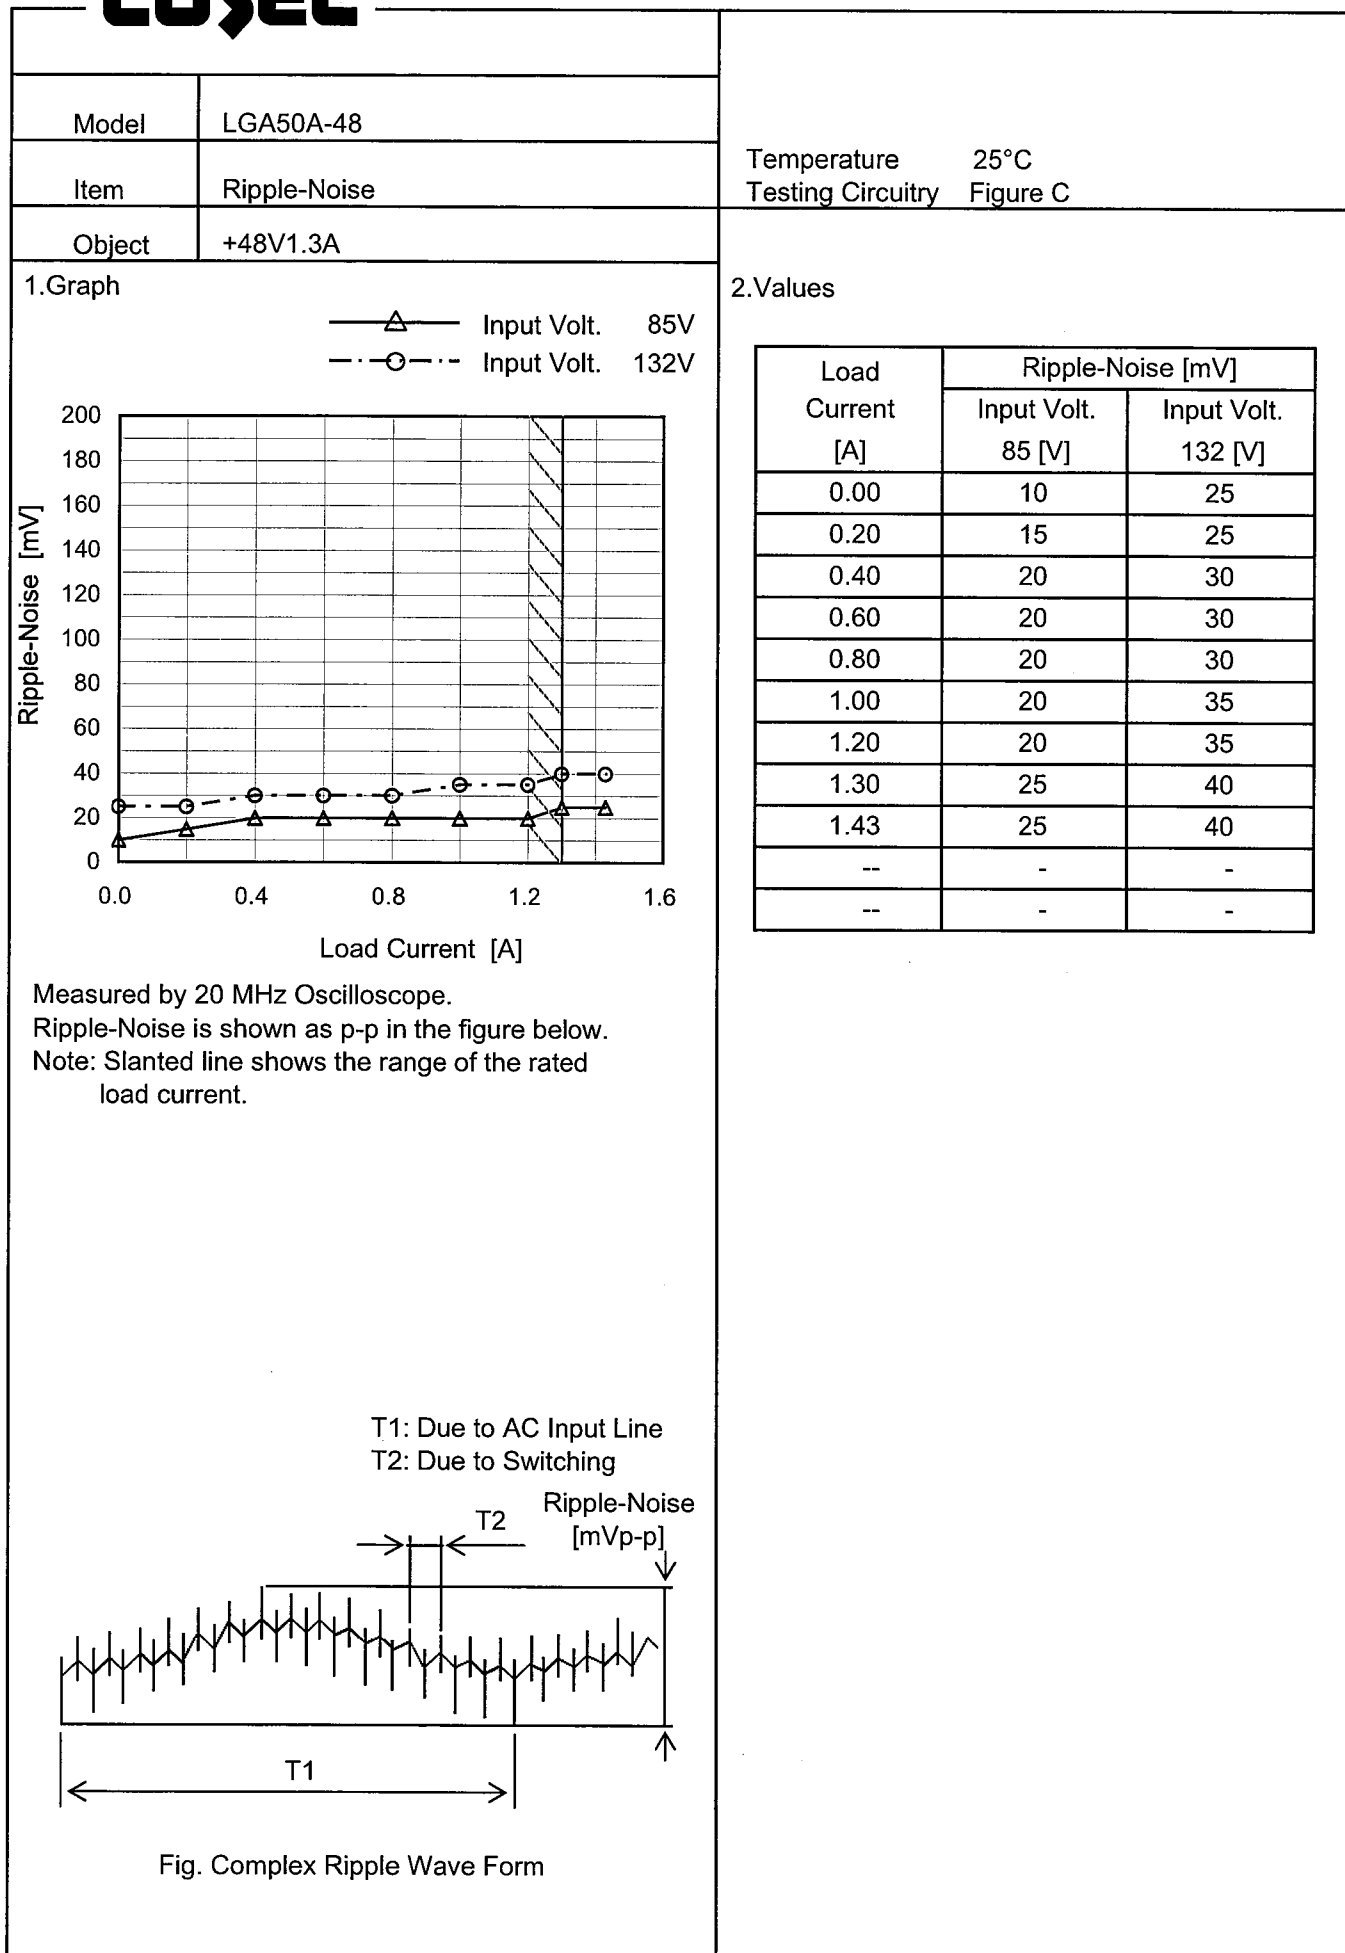 COSEL
Model LGA50A-48
Item Ripple-Noise
Object +48V1.3A
Temperature 25°C
Testing Circuitry Figure C
1.Graph
Input Volt. 85V
Input Volt. 132V
200
180
160
140
120
100
80
60
40
20
0
Ripple-Noise [mV]
0.0 0.4 0.8 1.2 1.6
Load Current [A]
Measured by 20 MHz Oscilloscope.
Ripple-Noise is shown as p-p in the figure below.
Note: Slanted line shows the range of the rated
load current.
T1: Due to AC Input Line
T2: Due to Switching
Ripple-Noise
[mVp-p]
T2
T1
Fig. Complex Ripple Wave Form
2.Values
Load Ripple-Noise [mV]
Current Input Volt. Input Volt.
[A] 85 [V] 132 [V]
0.00 10 25
0.20 15 25
0.40 20 30
0.60 20 30
0.80 20 30
1.00 20 35
1.20 20 35
1.30 25 40
1.43 25 40
-- - -
-- - -